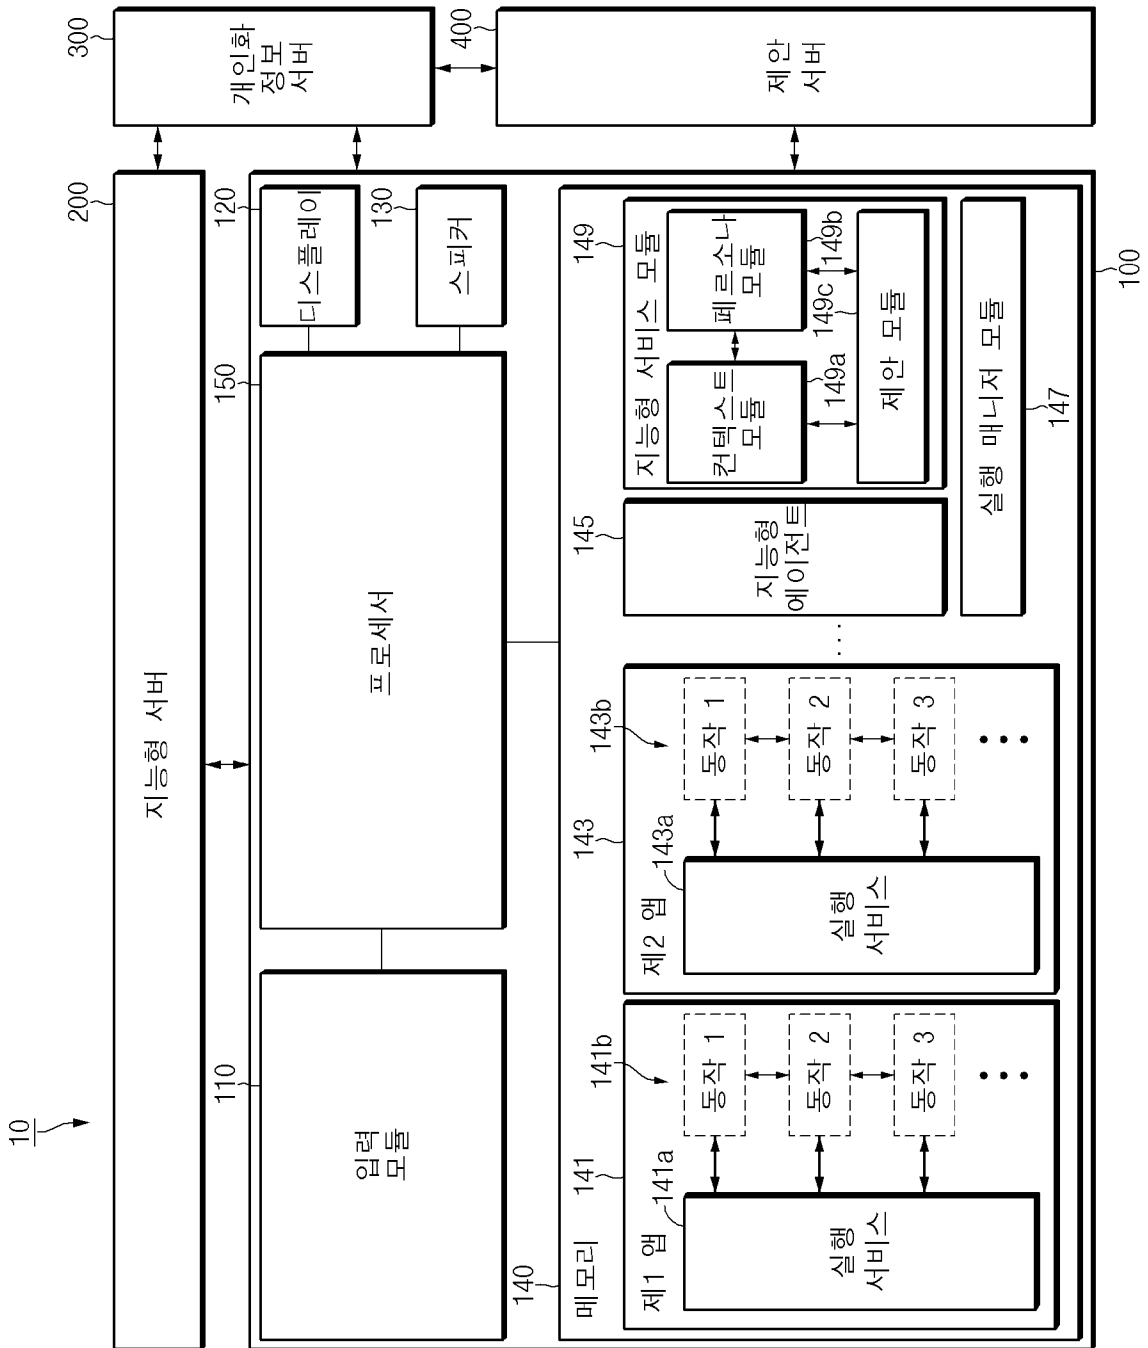 10
지능형 서버
200
개인화
정보
서버
300
제안
서버
400
입력
모듈
110
프로세서
150
디스플레이
120
스피커
130
메모리
140
제1 앱
141
실행
서비스
141a
141b
동작 1
동작 2
동작 3
제2 앱
143
실행
서비스
143a
143b
동작 1
동작 2
동작 3
지능형
에이전트
145
지능형 서비스 모듈
149
컨텍스트
모듈
149a
페르소나
모듈
149b
제안 모듈
149c
실행 매니저 모듈
147
100